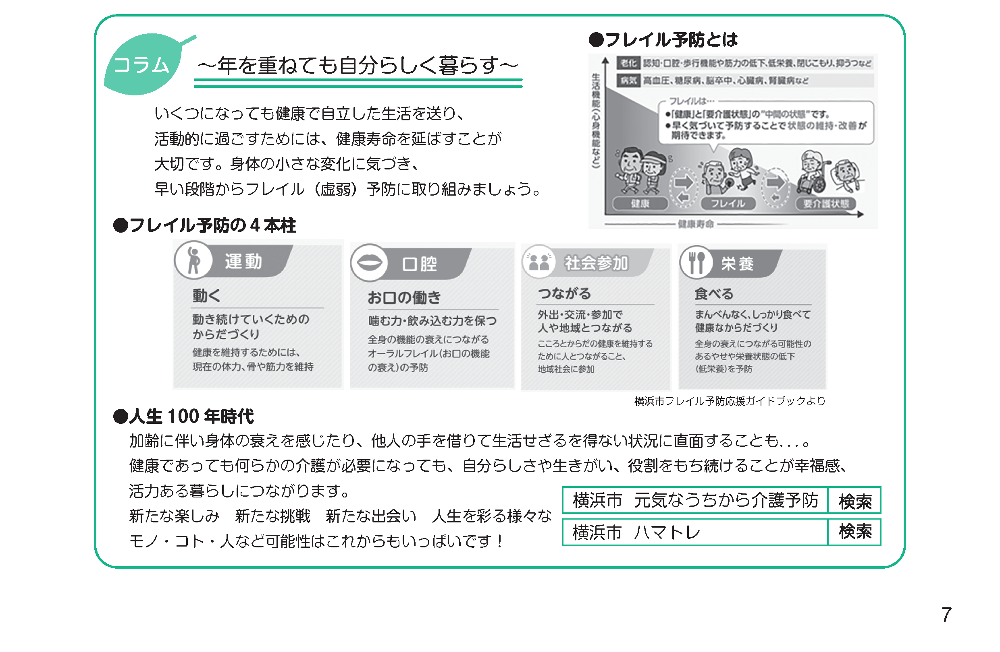 コラム
～年を重ねても自分らしく暮らす～
いくつになっても健康で自立した生活を送り、
活動的に過ごすためには、健康寿命を延ばすことが
大切です。身体の小さな変化に気づき、
早い段階からフレイル（虚弱）予防に取り組みましょう。
●フレイル予防とは
老化 認知･口腔･歩行機能や筋力の低下､低栄養､閉じこもり､抑うつなど
病気 高血圧､糖尿病､脳卒中､心臓病､腎臓病など
生活機能（心身機能など）
フレイルは…
●｢健康｣と｢要介護状態｣の"中間の状態"です。
●早く気づいて予防することで状態の維持･改善が
期待できます。
健康
フレイル
要介護状態
健康寿命
●フレイル予防の 4 本柱
運動
動く
動き続けていくための
からだづくり
健康を維持するためには、
現在の体力､骨や筋力を維持
口腔
お口の働き
噛む力･飲み込む力を保つ
全身の機能の衰えにつながる
オーラルフレイル(お口の機能
の衰え)の予防
社会参加
つながる
外出･交流･参加で
人や地域とつながる
こころとからだの健康を維持する
ために人とつながること、
地域社会に参加
栄養
食べる
まんべんなく､しっかり食べて
健康なからだづくり
全身の衰えにつながる可能性の
あるやせや栄養状態の低下
(低栄養)を予防
横浜市フレイル予防応援ガイドブックより
●人生 100 年時代
加齢に伴い身体の衰えを感じたり、他人の手を借りて生活せざるを得ない状況に直面することも...。
健康であっても何らかの介護が必要になっても、自分らしさや生きがい、役割をもち続けることが幸福感、
活力ある暮らしにつながります。
新たな楽しみ　新たな挑戦　新たな出会い　人生を彩る様々な
モノ・コト・人など可能性はこれからもいっぱいです！
横浜市　元気なうちから介護予防 検索
横浜市　ハマトレ 検索
7